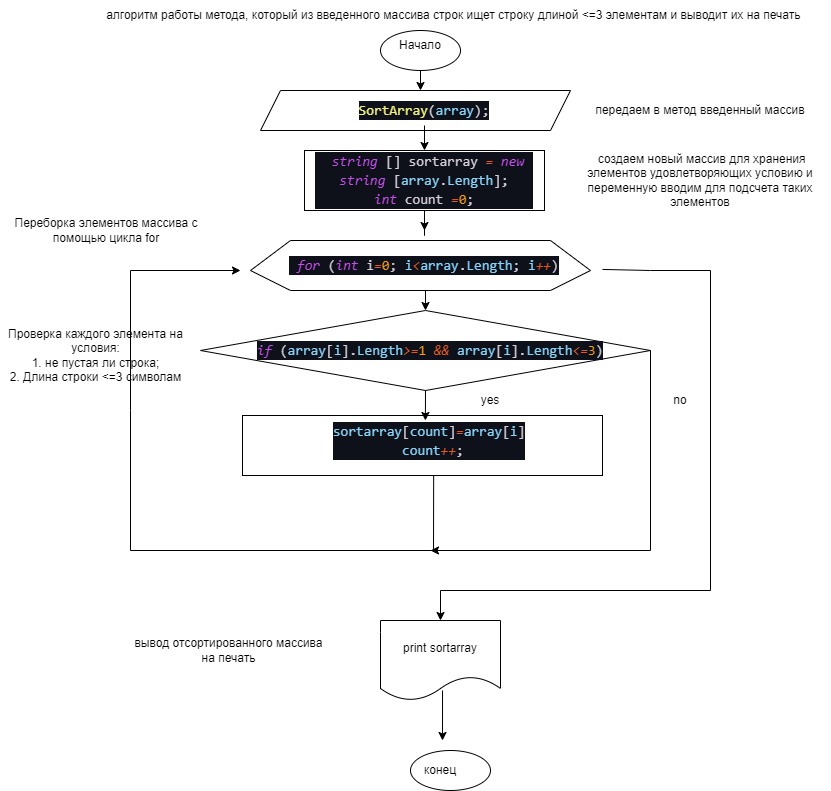 алгоритм работы метода, который из введенного массива строк ищет строку длиной <=3 элементам и выводит их на печать
Начало
SortArray(array);
передаем в метод введенный массив
string [] sortarray = new
string [array.Length];
int count =0;
создаем новый массив для хранения
элементов удовлетворяющих условию и
переменную вводим для подсчета таких
элементов
Переборка элементов массива с
помощью цикла for
for (int i=0; i<array.Length; i++)
Проверка каждого элемента на
условия:
1. не пустая ли строка;
2. Длина строки <=3 символам
if (array[i].Length>=1 && array[i].Length<=3)
yes
no
sortarray[count]=array[i]
count++;
вывод отсортированного массива
на печать
print sortarray
конец